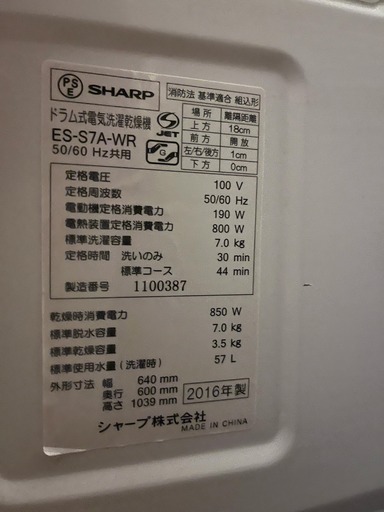 PS
E
SHARP
ドラム式電気洗濯乾燥機
ES-S7A-WR
50/60 Hz共用
S
JET
G
消防法 基準適合 組込形
場所 離隔距離
上方 18cm
前方 開放
左/右/後方 1cm
下方 0cm
定格電圧 100 V
定格周波数 50/60 Hz
電動機定格消費電力 190 W
電熱装置定格消費電力 800 W
標準洗濯容量 7.0 kg
定格時間 洗いのみ 30 min
標準コース 44 min
製造番号 1100387
乾燥時消費電力 850 W
標準脱水容量 7.0 kg
標準乾燥容量 3.5 kg
標準使用水量(洗濯時) 57 L
外形寸法 幅 640 mm
奥行 600 mm
高さ 1039 mm
2016年製
シャープ株式会社
MADE IN CHINA